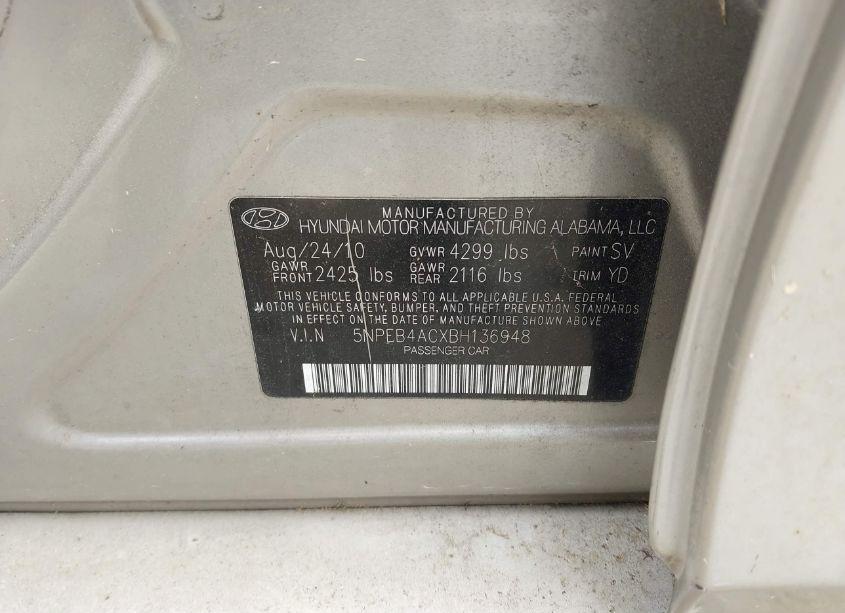 MANUFACTURED BY
HYUNDAI MOTOR MANUFACTURING ALABAMA, LLC
Aug/24/10 GVWR 4299 lbs PAINT SV
GAWR FRONT 2425 lbs GAWR REAR 2116 lbs TRIM YD
THIS VEHICLE CONFORMS TO ALL APPLICABLE U.S.A. FEDERAL
MOTOR VEHICLE SAFETY, BUMPER, AND THEFT PREVENTION STANDARDS
IN EFFECT ON THE DATE OF MANUFACTURE SHOWN ABOVE
V.I.N 5NPEB4ACXBH136948
PASSENGER CAR